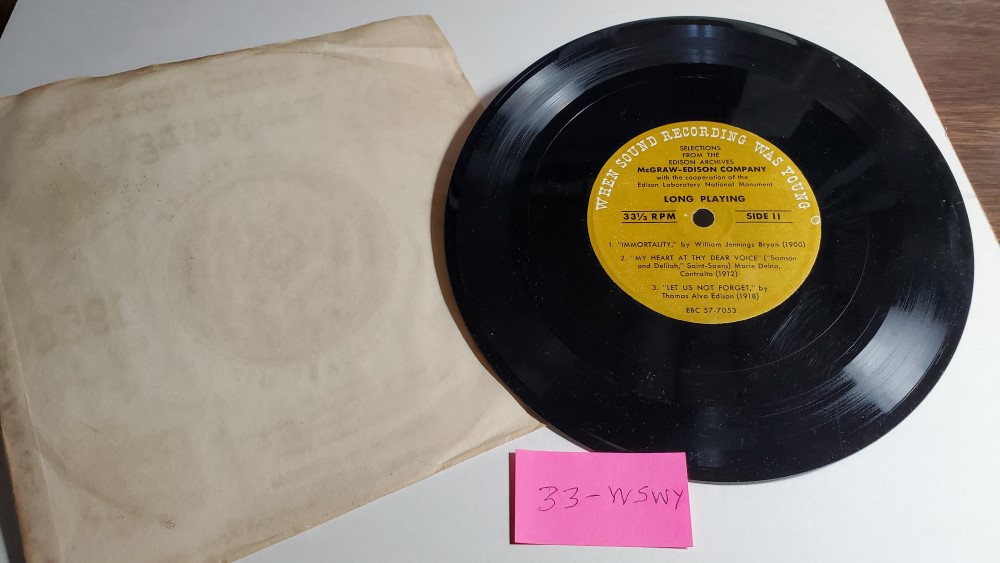 WHEN SOUND RECORDING WAS YOUNG
SELECTIONS
FROM THE
EDISON ARCHIVES
McGRAW-EDISON COMPANY
with the cooperation of the
Edison Laboratory National Monument
LONG PLAYING
33⅓ RPM SIDE II
1. "IMMORTALITY," by William Jennings Bryan (1900)
2. "MY HEART AT THY DEAR VOICE" ("Samson
and Delilah," Saint-Saens) Marie Delna,
Contralto (1912)
3. "LET US NOT FORGET," by
Thomas Alva Edison (1918)
EBC 57-7053
33-WSWY